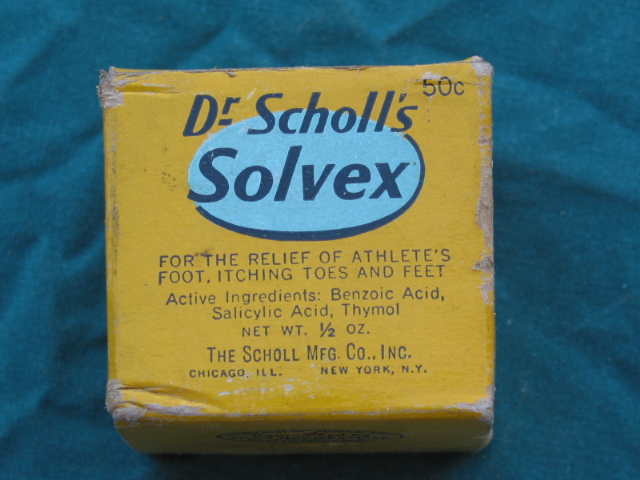 50c
Dr. Scholl's
Solvex
FOR THE RELIEF OF ATHLETE'S
FOOT, ITCHING TOES AND FEET
Active Ingredients: Benzoic Acid,
Salicylic Acid, Thymol
NET WT. ½ OZ.
THE SCHOLL MFG. CO., INC.
CHICAGO, ILL. NEW YORK, N.Y.